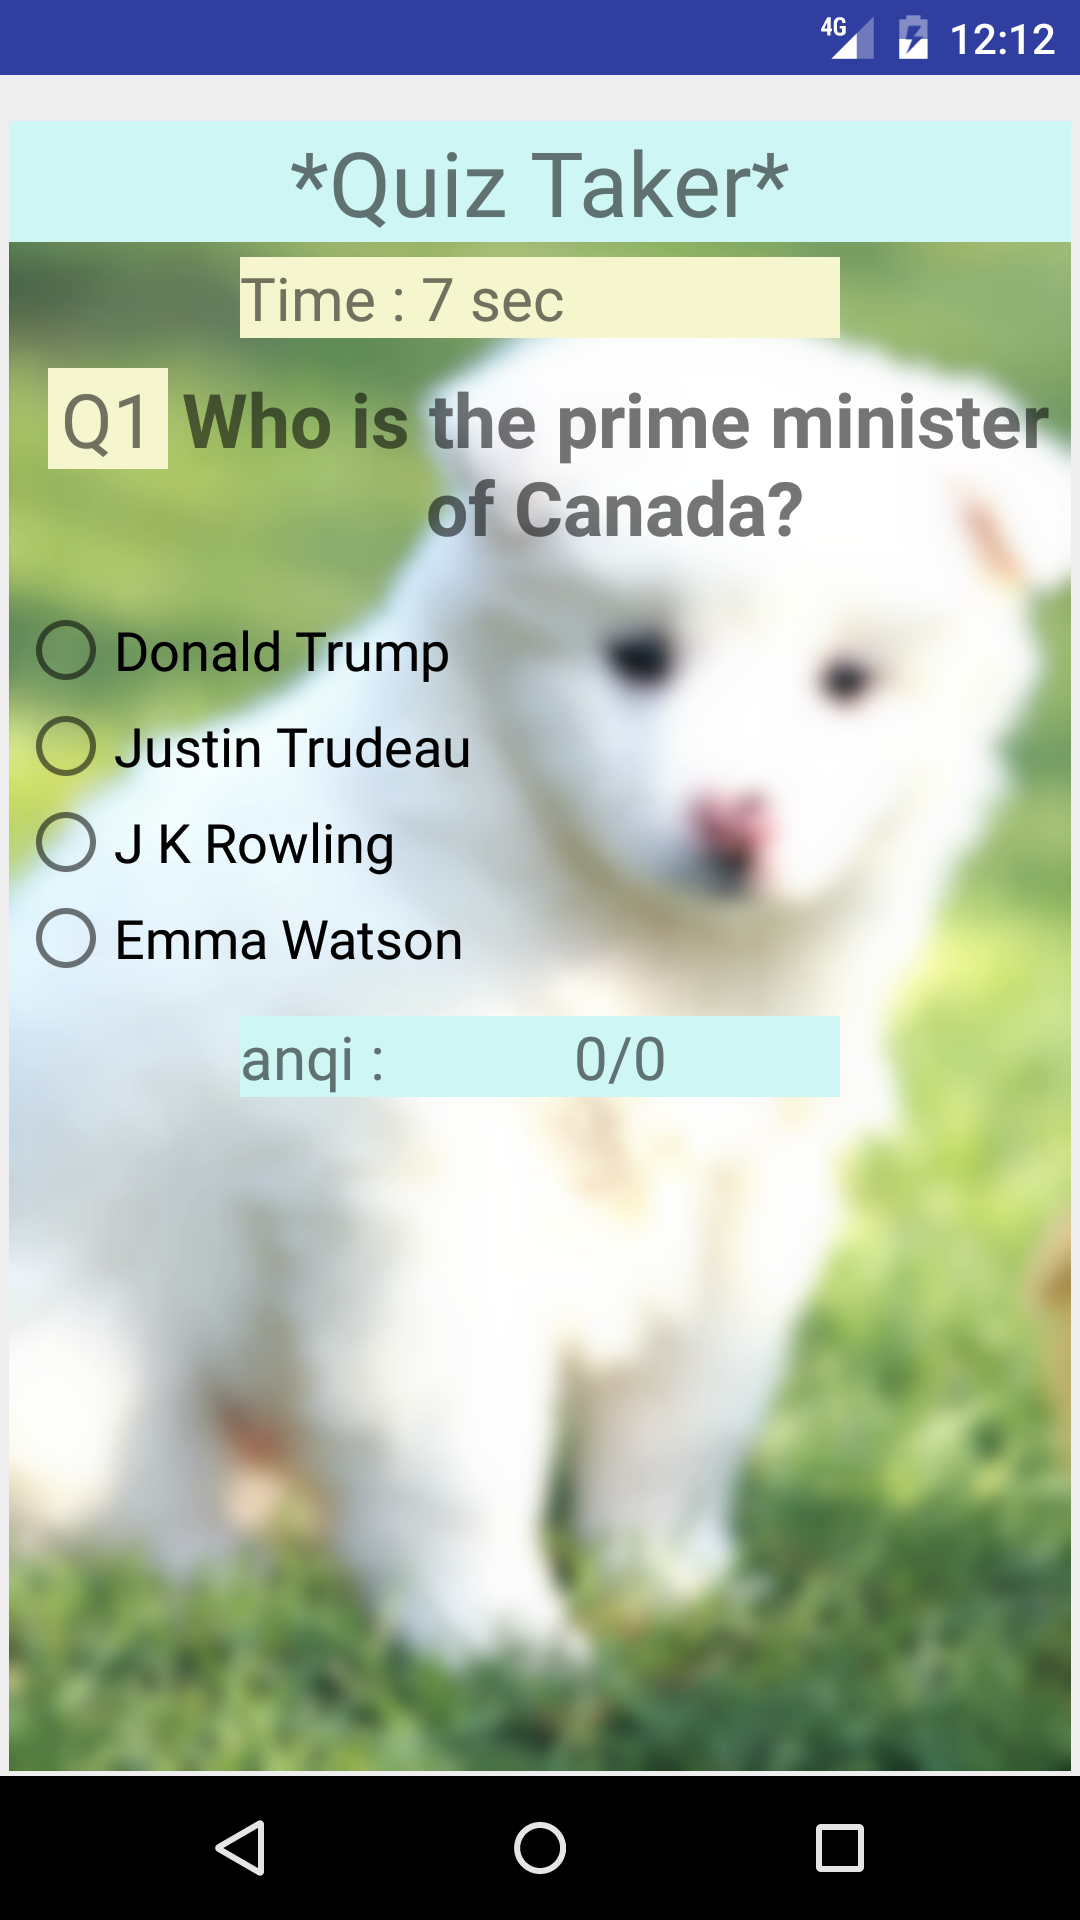 4G 12:12
*Quiz Taker*
Time : 7 sec
Q1 Who is the prime minister
of Canada?
Donald Trump
Justin Trudeau
J K Rowling
Emma Watson
anqi : 0/0